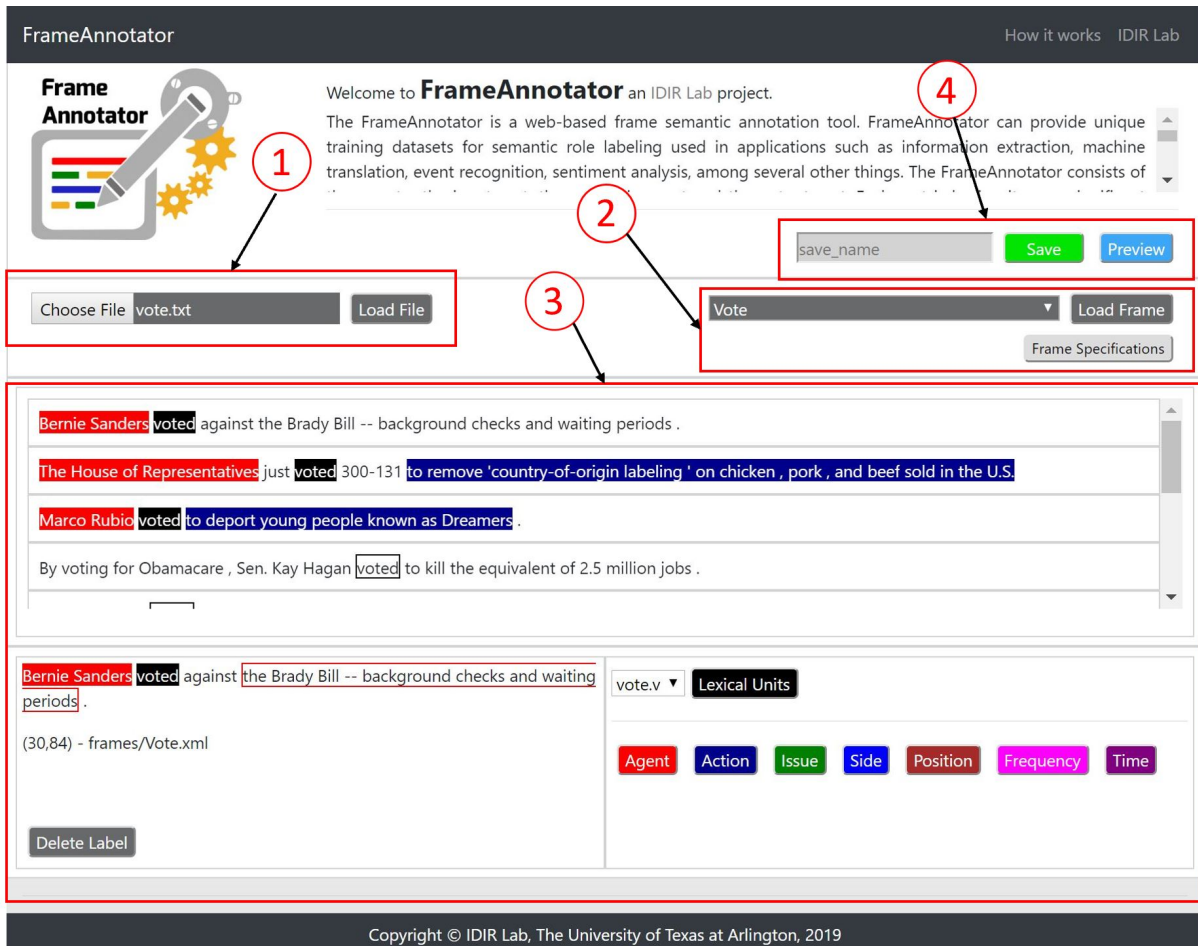 FrameAnnotator
How it works IDIR Lab
Frame
Annotator
Welcome to FrameAnnotator an IDIR Lab project.
The FrameAnnotator is a web-based frame semantic annotation tool. FrameAnnotator can provide unique
training datasets for semantic role labeling used in applications such as information extraction, machine
translation, event recognition, sentiment analysis, among several other things. The FrameAnnotator consists of
1
2
4
save_name Save Preview
Choose File vote.txt Load File
3
Vote Load Frame
Frame Specifications
Bernie Sanders voted against the Brady Bill -- background checks and waiting periods .
The House of Representatives just voted 300-131 to remove 'country-of-origin labeling ' on chicken , pork , and beef sold in the U.S.
Marco Rubio voted to deport young people known as Dreamers .
By voting for Obamacare , Sen. Kay Hagan voted to kill the equivalent of 2.5 million jobs .
Bernie Sanders voted against the Brady Bill -- background checks and waiting
periods .
(30,84) - frames/Vote.xml
Delete Label
vote.v Lexical Units
Agent Action Issue Side Position Frequency Time
Copyright © IDIR Lab, The University of Texas at Arlington, 2019